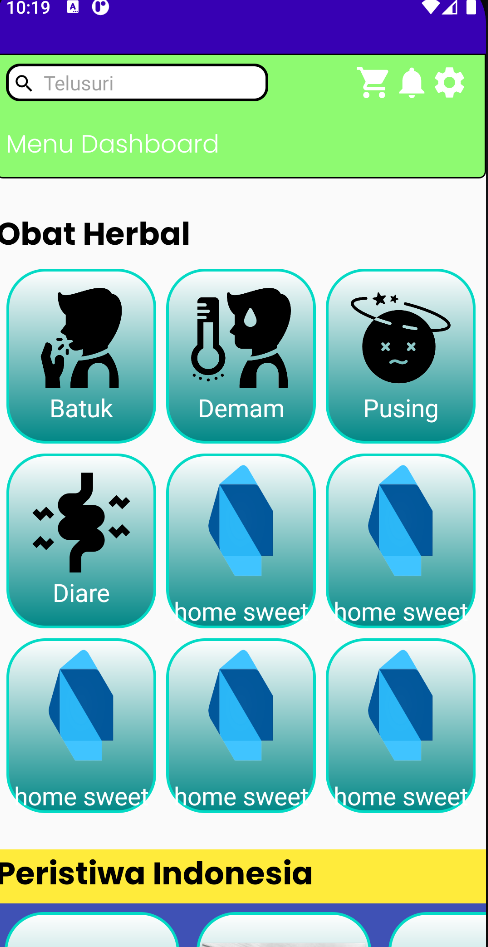 10:19
Telusuri
Menu Dashboard
Obat Herbal
Batuk
Demam
Pusing
Diare
home sweet
home sweet
home sweet
home sweet
home sweet
Peristiwa Indonesia